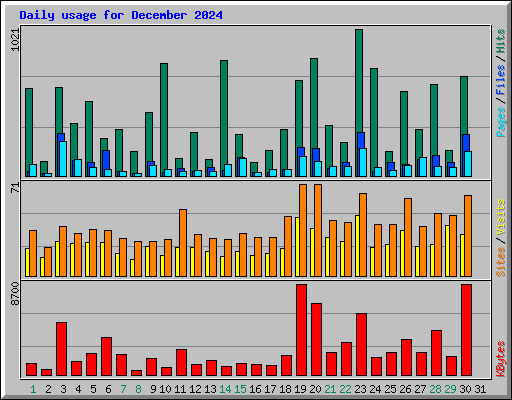 Daily usage for December 2024
1021
Pages / Files / Hits
71
Sites / Visits
8700
KBytes
1 2 3 4 5 6 7 8 9 10 11 12 13 14 15 16 17 18 19 20 21 22 23 24 25 26 27 28 29 30 31